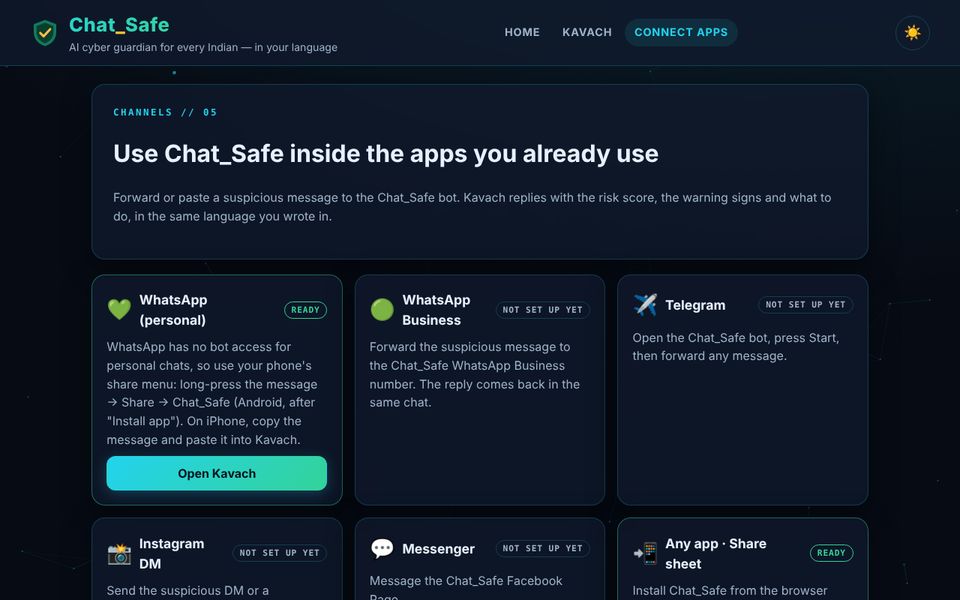 Chat_Safe
AI cyber guardian for every Indian — in your language
HOME
KAVACH
CONNECT APPS
CHANNELS // 05
Use Chat_Safe inside the apps you already use
Forward or paste a suspicious message to the Chat_Safe bot. Kavach replies with the risk score, the warning signs and what to
do, in the same language you wrote in.
WhatsApp
(personal)
READY
WhatsApp has no bot access for
personal chats, so use your phone's
share menu: long-press the message
→ Share → Chat_Safe (Android, after
"Install app"). On iPhone, copy the
message and paste it into Kavach.
Open Kavach
WhatsApp
Business
NOT SET UP YET
Forward the suspicious message to
the Chat_Safe WhatsApp Business
number. The reply comes back in the
same chat.
Telegram
NOT SET UP YET
Open the Chat_Safe bot, press Start,
then forward any message.
Instagram
DM
NOT SET UP YET
Send the suspicious DM or a
Messenger
NOT SET UP YET
Message the Chat_Safe Facebook
Page
Any app · Share
sheet
READY
Install Chat_Safe from the browser